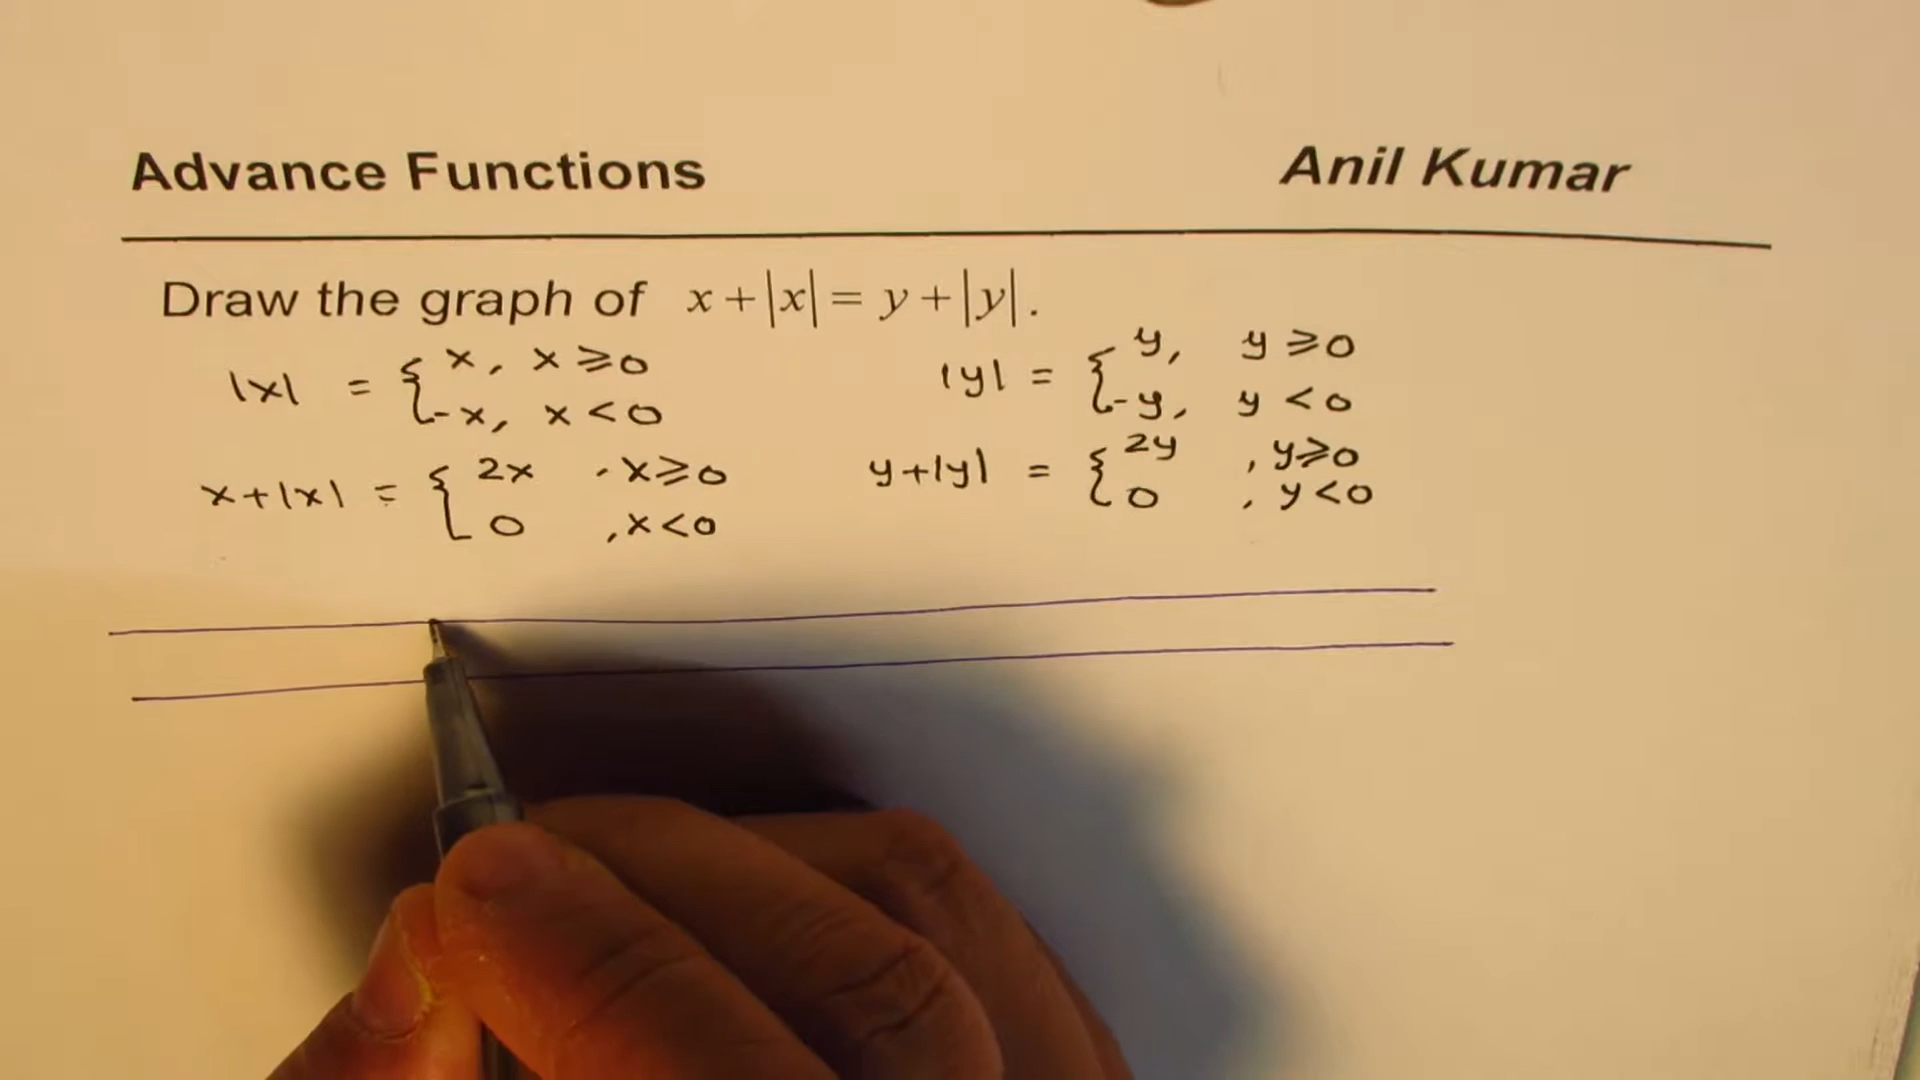 Advance Functions Anil Kumar
Draw the graph of x+|x|= y+|y|.
|x| = { x, x ≥ 0 |y| = { y, y ≥ 0
-x, x < 0 -y, y < 0
x+|x| = { 2x , x ≥ 0 y+|y| = { 2y , y ≥ 0
0 , x < 0 0 , y < 0